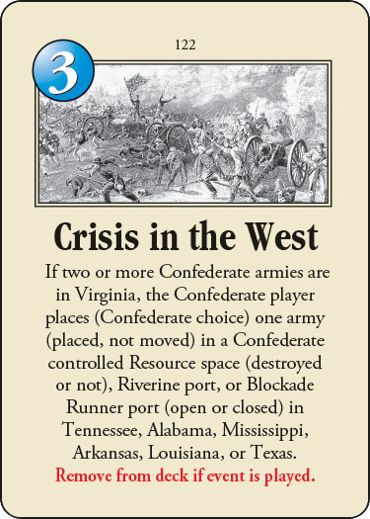 122
3
Crisis in the West
If two or more Confederate armies are
in Virginia, the Confederate player
places (Confederate choice) one army
(placed, not moved) in a Confederate
controlled Resource space (destroyed
or not), Riverine port, or Blockade
Runner port (open or closed) in
Tennessee, Alabama, Mississippi,
Arkansas, Louisiana, or Texas.
Remove from deck if event is played.